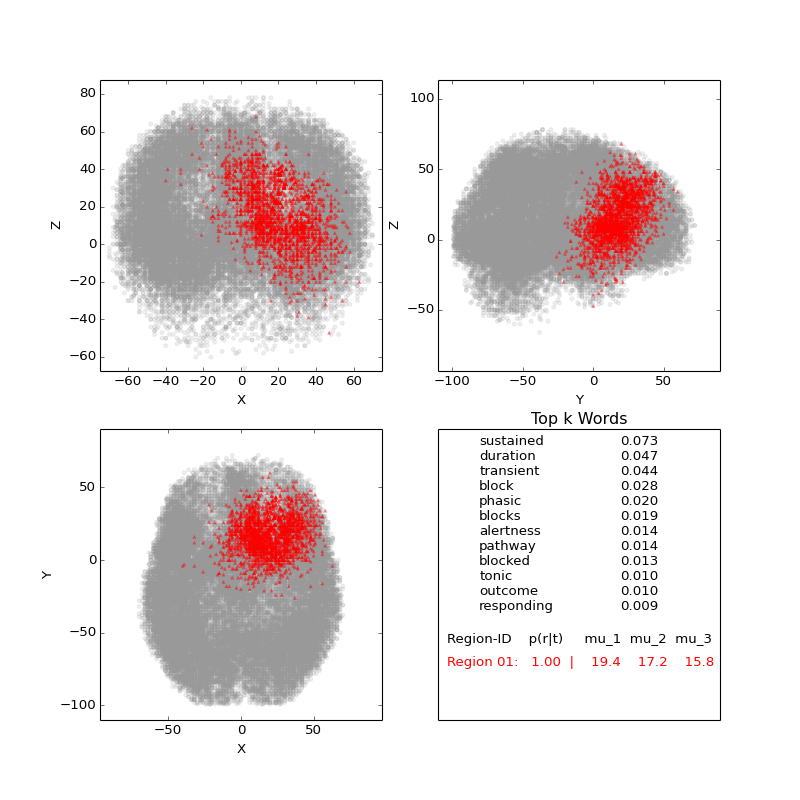 80
60
40
20
0
−20
−40
−60
Z
−60 −40 −20 0 20 40 60
X
100
50
0
−50
Z
−100 −50 0 50
Y
50
0
−50
−100
Y
−50 0 50
X
Top k Words
sustained 0.073
duration 0.047
transient 0.044
block 0.028
phasic 0.020
blocks 0.019
alertness 0.014
pathway 0.014
blocked 0.013
tonic 0.010
outcome 0.010
responding 0.009
Region-ID p(r|t) mu_1 mu_2 mu_3
Region 01: 1.00 | 19.4 17.2 15.8